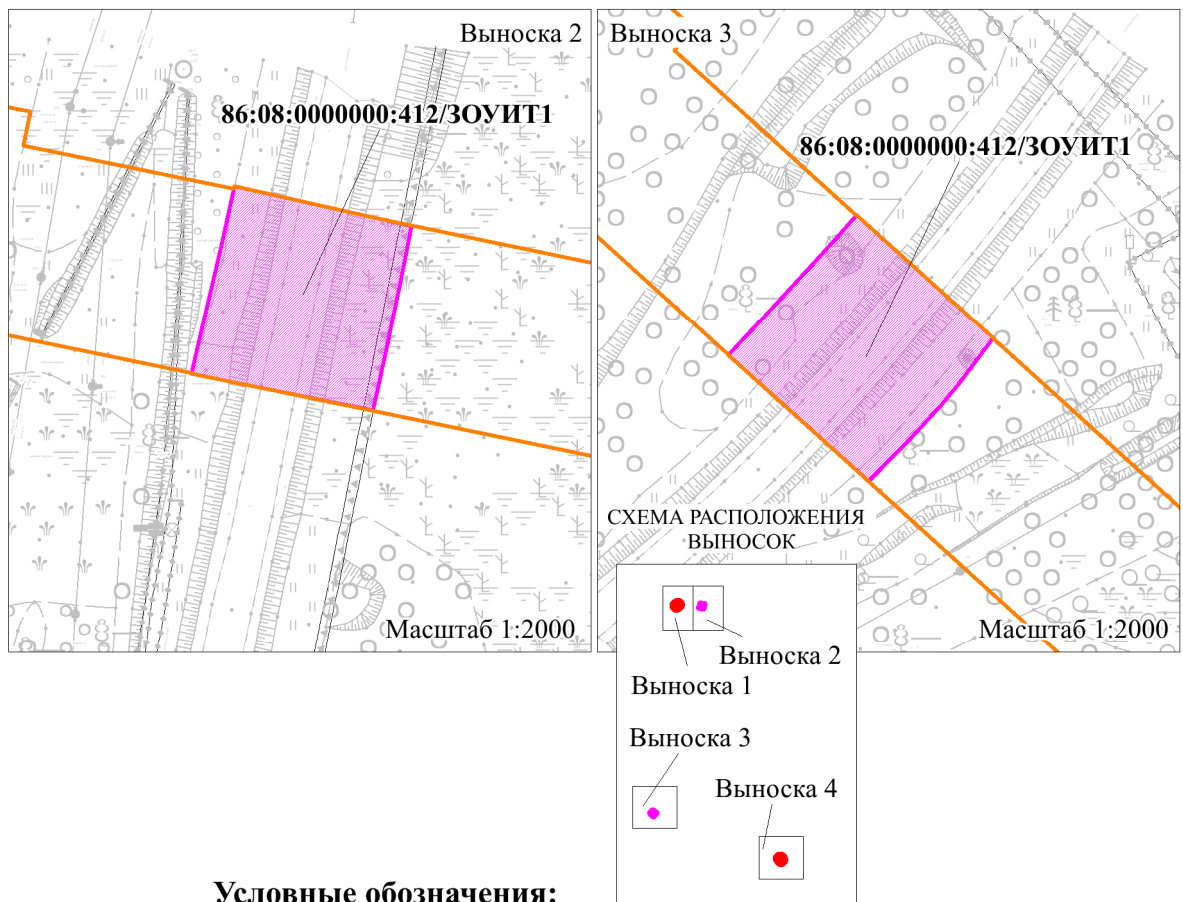 Выноска 2
86:08:0000000:412/ЗОУИТ1
Масштаб 1:2000
Выноска 3
86:08:0000000:412/ЗОУИТ1
Масштаб 1:2000
СХЕМА РАСПОЛОЖЕНИЯ
ВЫНОСОК
Выноска 2
Выноска 1
Выноска 3
Выноска 4
Условные обозначения: